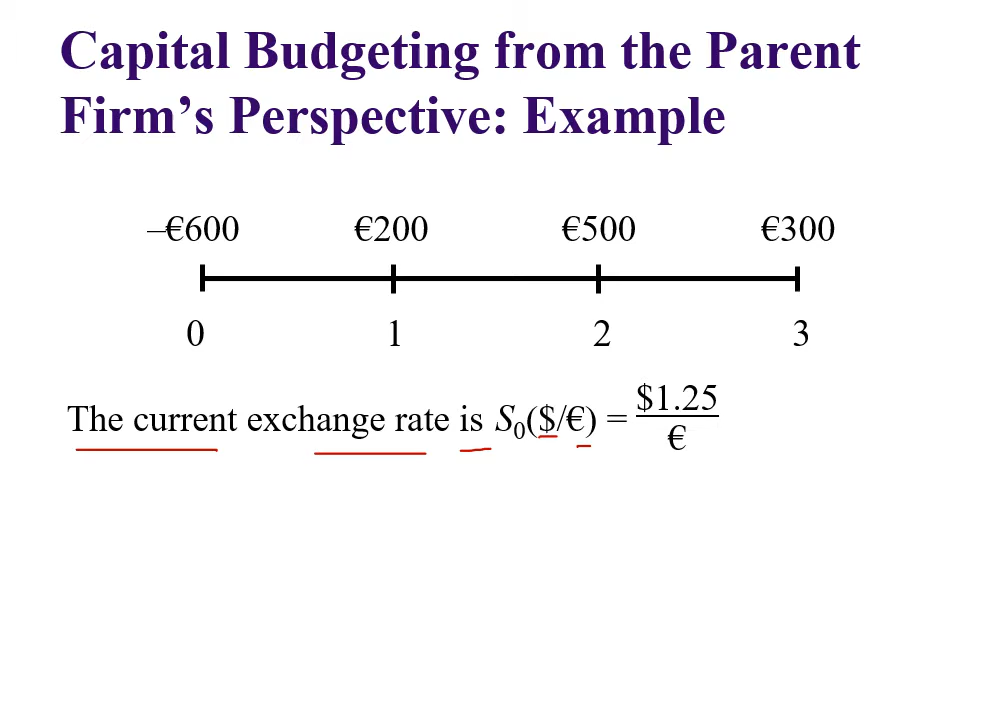 Capital Budgeting from the Parent
Firm's Perspective: Example
–€600 €200 €500 €300
0 1 2 3
The current exchange rate is S₀($/€) = $1.25/€